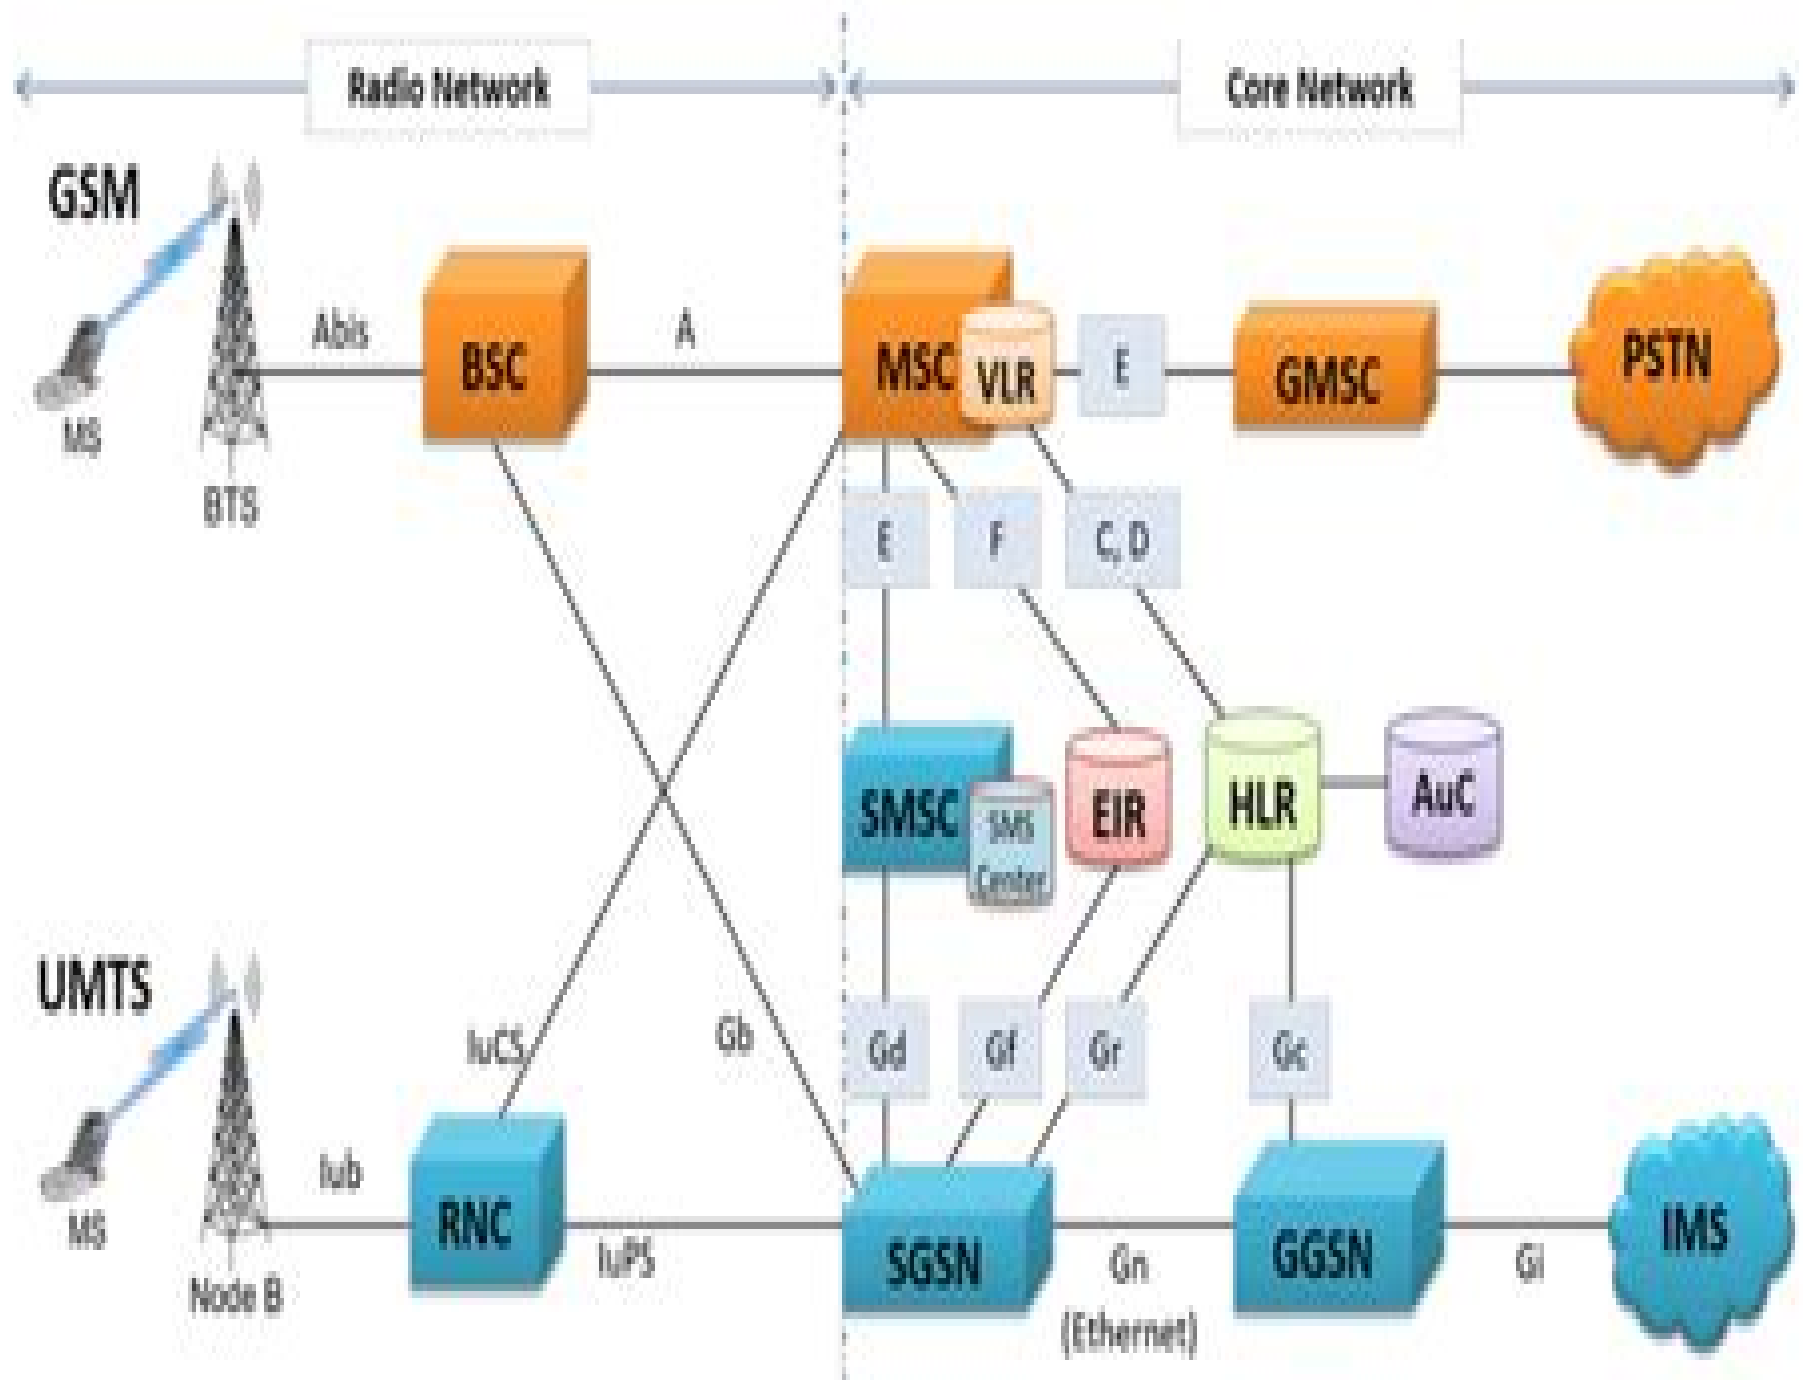 Radio Network
Core Network
GSM
MS
BTS
Abis
BSC
A
MSC
VLR
E
GMSC
PSTN
E
F
C, D
SMSC
SMS
Center
EIR
HLR
AuC
UMTS
MS
Node B
Iub
IuCS
Gb
RNC
IuPS
Gd
Gf
Gr
Gc
SGSN
Gn
(Ethernet)
GGSN
Gi
IMS